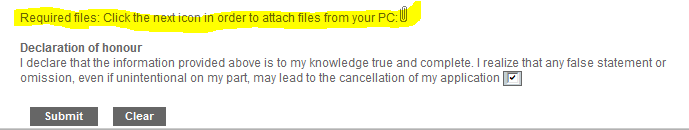 Required files: Click the next icon in order to attach files from your PC:
Declaration of honour
I declare that the information provided above is to my knowledge true and complete. I realize that any false statement or
omission, even if unintentional on my part, may lead to the cancellation of my application
Submit Clear